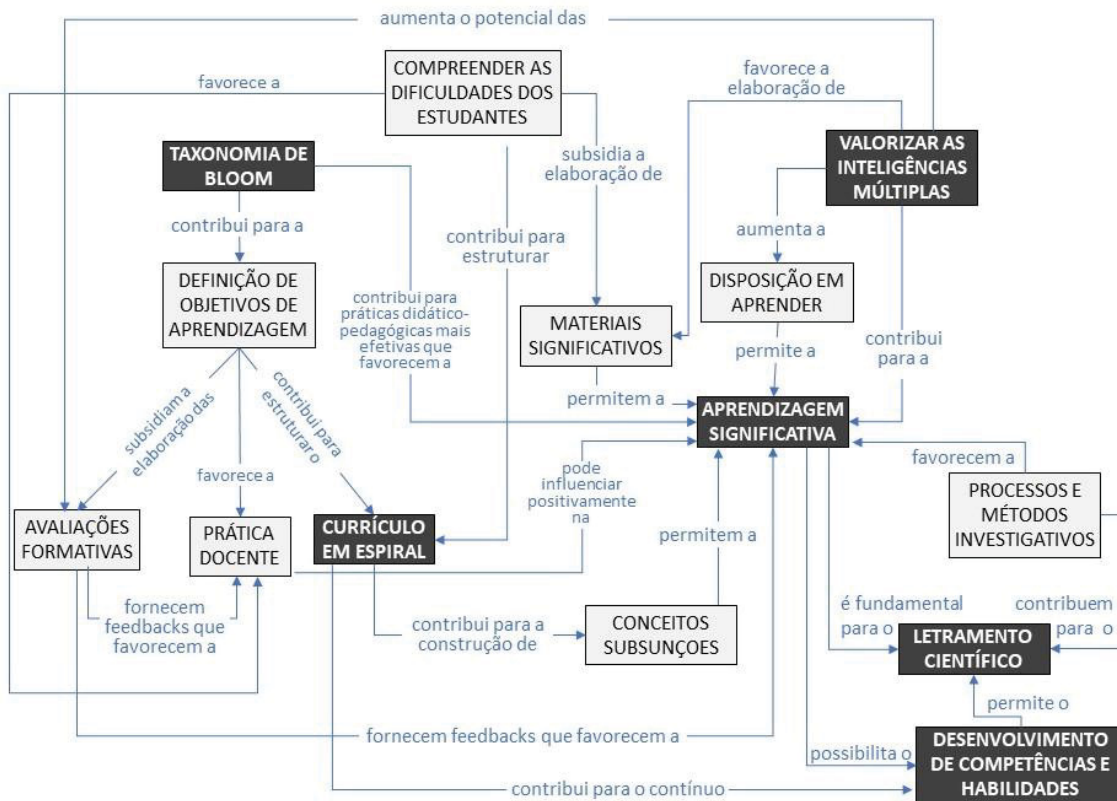 aumenta o potencial das
favorece a
COMPREENDER AS
DIFICULDADES DOS
ESTUDANTES
favorece a
elaboração de
TAXONOMIA DE
BLOOM
subsidia a
elaboração de
VALORIZAR AS
INTELIGÊNCIAS
MÚLTIPLAS
contribui para a
contribui para
estruturar
aumenta a
DEFINIÇÃO DE
OBJETIVOS DE
APRENDIZAGEM
contribui para
práticas didático-
pedagógicas mais
efetivas que
favorecem a
MATERIAIS
SIGNIFICATIVOS
DISPOSIÇÃO EM
APRENDER
contribui
para a
permite a
permitem a
APRENDIZAGEM
SIGNIFICATIVA
subsidiam a
elaboração das
favorece a
contribui para
estruturar o
pode
influenciar
positivamente
na
favorecem a
AVALIAÇÕES
FORMATIVAS
PRÁTICA
DOCENTE
CURRÍCULO
EM ESPIRAL
permitem a
PROCESSOS E
MÉTODOS
INVESTIGATIVOS
fornecem
feedbacks que
favorecem a
contribui para a
construção de
CONCEITOS
SUBSUNÇOES
é fundamental
para o
contribuem
para o
LETRAMENTO
CIENTÍFICO
permite o
fornecem feedbacks que favorecem a
possibilita o
DESENVOLVIMENTO
DE COMPETÊNCIAS E
HABILIDADES
contribui para o contínuo